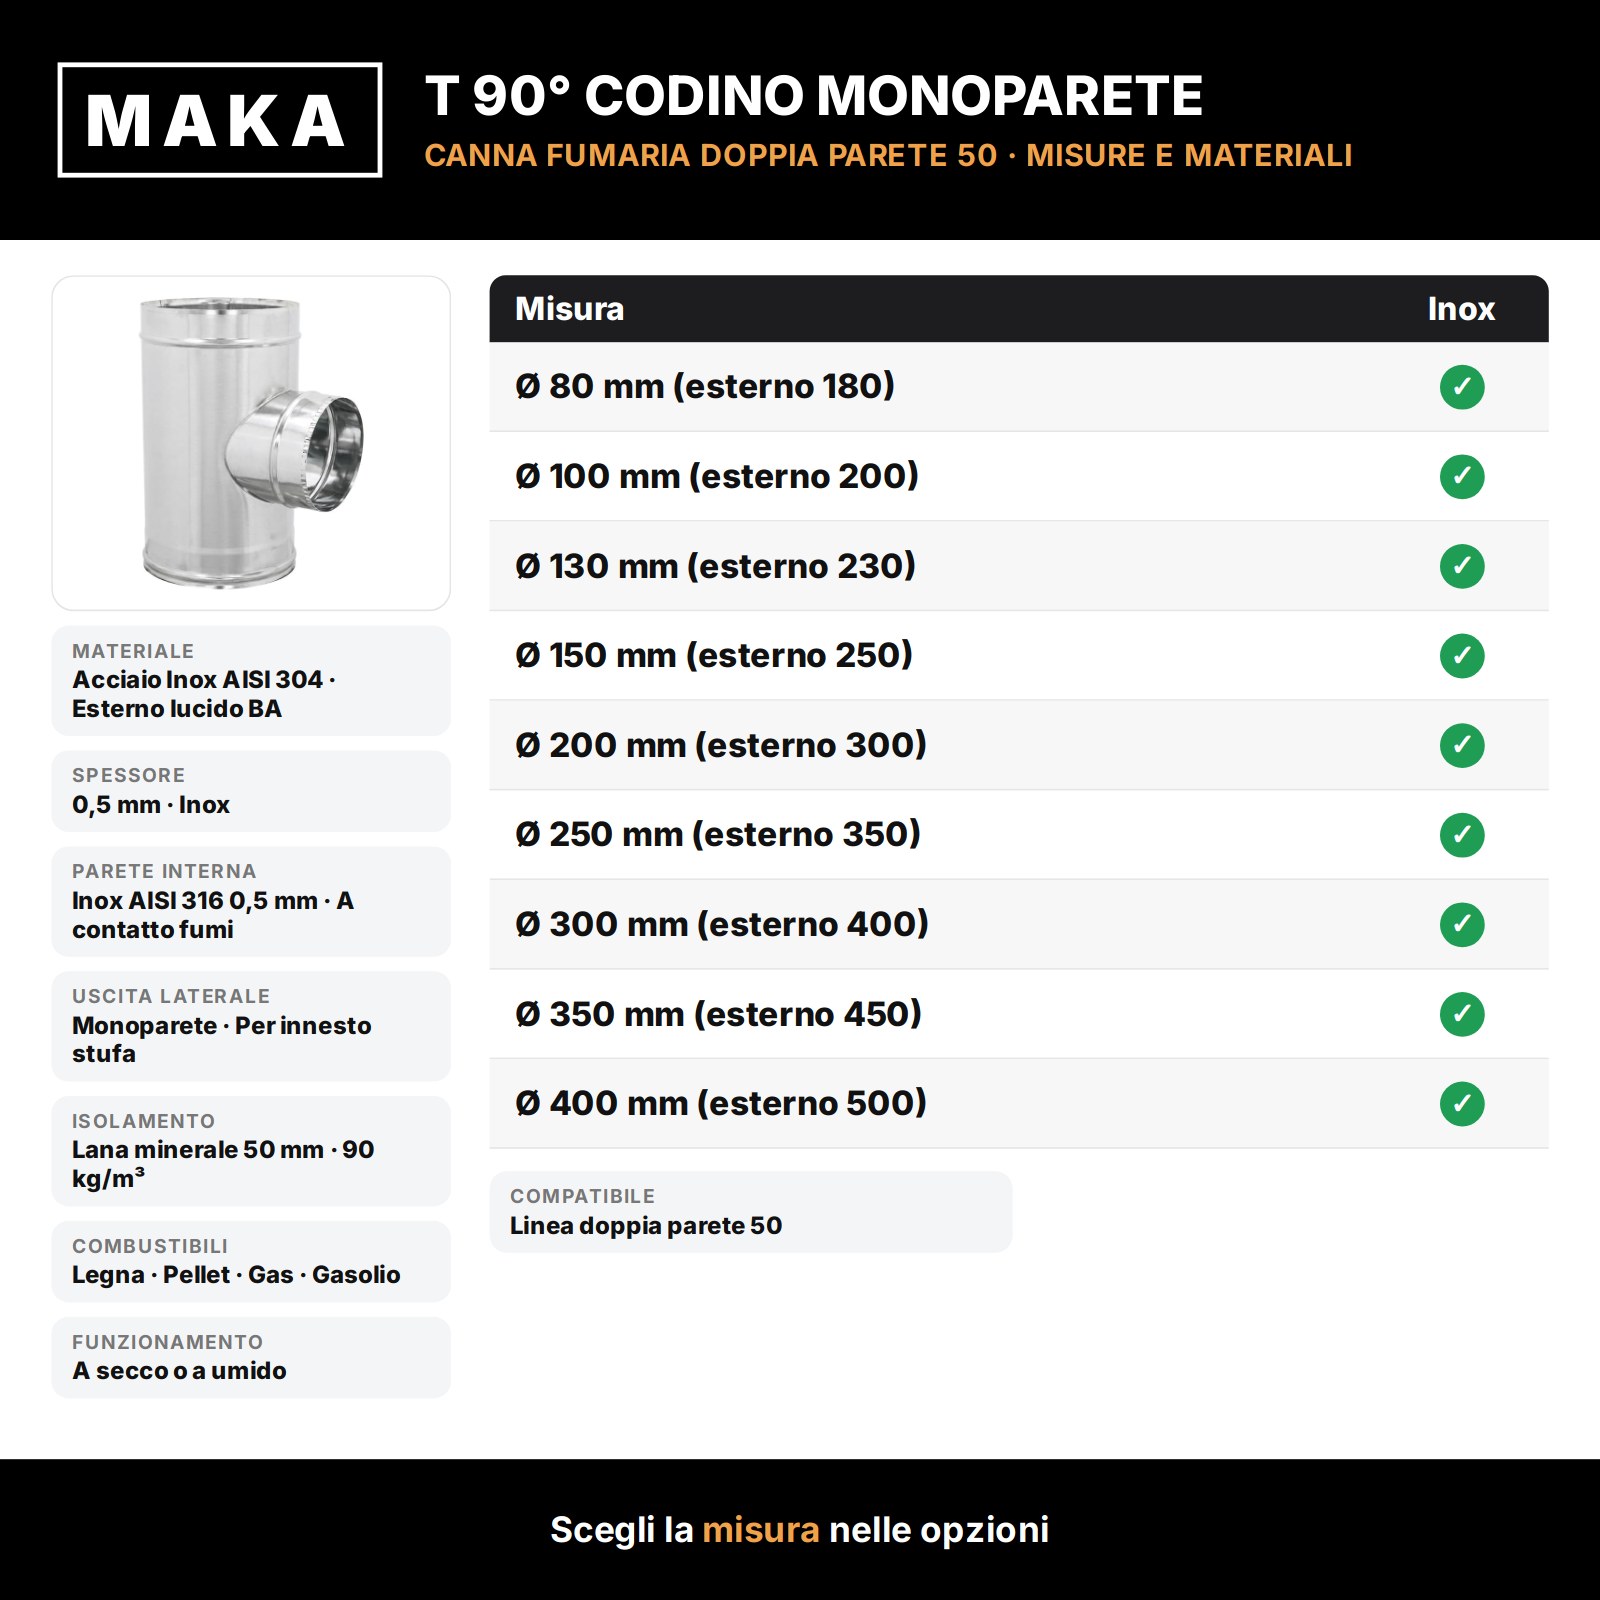 MAKA
T 90° CODINO MONOPARETE
CANNA FUMARIA DOPPIA PARETE 50 · MISURE E MATERIALI
MATERIALE
Acciaio Inox AISI 304 ·
Esterno lucido BA
SPESSORE
0,5 mm · Inox
PARETE INTERNA
Inox AISI 316 0,5 mm · A
contatto fumi
USCITA LATERALE
Monoparete · Per innesto
stufa
ISOLAMENTO
Lana minerale 50 mm · 90
kg/m³
COMBUSTIBILI
Legna · Pellet · Gas · Gasolio
FUNZIONAMENTO
A secco o a umido
Misura Inox
Ø 80 mm (esterno 180) ✓
Ø 100 mm (esterno 200) ✓
Ø 130 mm (esterno 230) ✓
Ø 150 mm (esterno 250) ✓
Ø 200 mm (esterno 300) ✓
Ø 250 mm (esterno 350) ✓
Ø 300 mm (esterno 400) ✓
Ø 350 mm (esterno 450) ✓
Ø 400 mm (esterno 500) ✓
COMPATIBILE
Linea doppia parete 50
Scegli la misura nelle opzioni